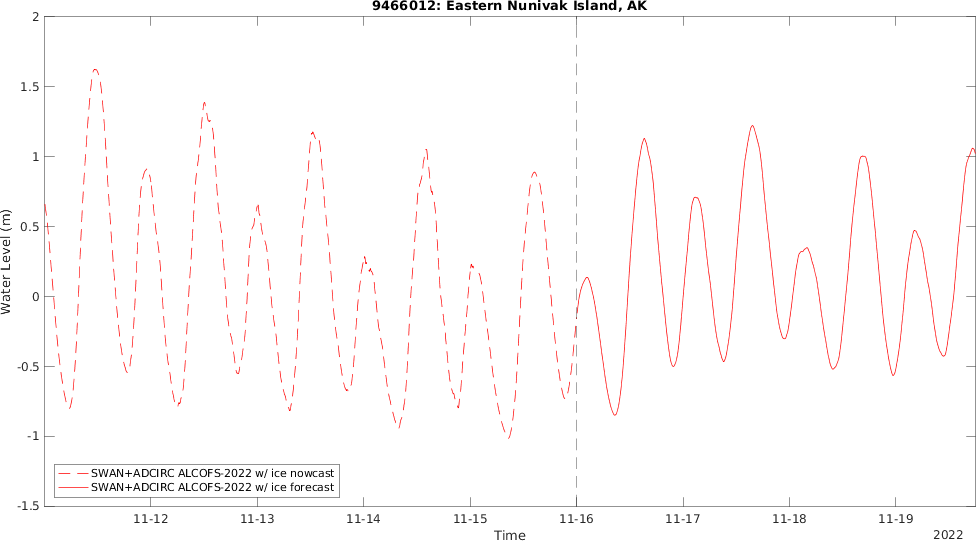 9466012: Eastern Nunivak Island, AK
2
1.5
1
0.5
0
-0.5
-1
-1.5
Water Level (m)
SWAN+ADCIRC ALCOFS-2022 w/ ice nowcast
SWAN+ADCIRC ALCOFS-2022 w/ ice forecast
11-12 11-13 11-14 11-15 11-16 11-17 11-18 11-19
Time
2022